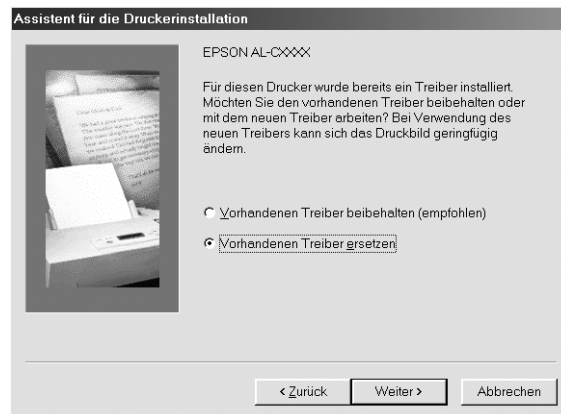 Assistent für die Druckerinstallation
EPSON AL-CXXXX
Für diesen Drucker wurde bereits ein Treiber installiert.
Möchten Sie den vorhandenen Treiber beibehalten oder
mit dem neuen Treiber arbeiten? Bei Verwendung des
neuen Treibers kann sich das Druckbild geringfügig
ändern.
Vorhandenen Treiber beibehalten (empfohlen)
Vorhandenen Treiber ersetzen
< Zurück
Weiter >
Abbrechen